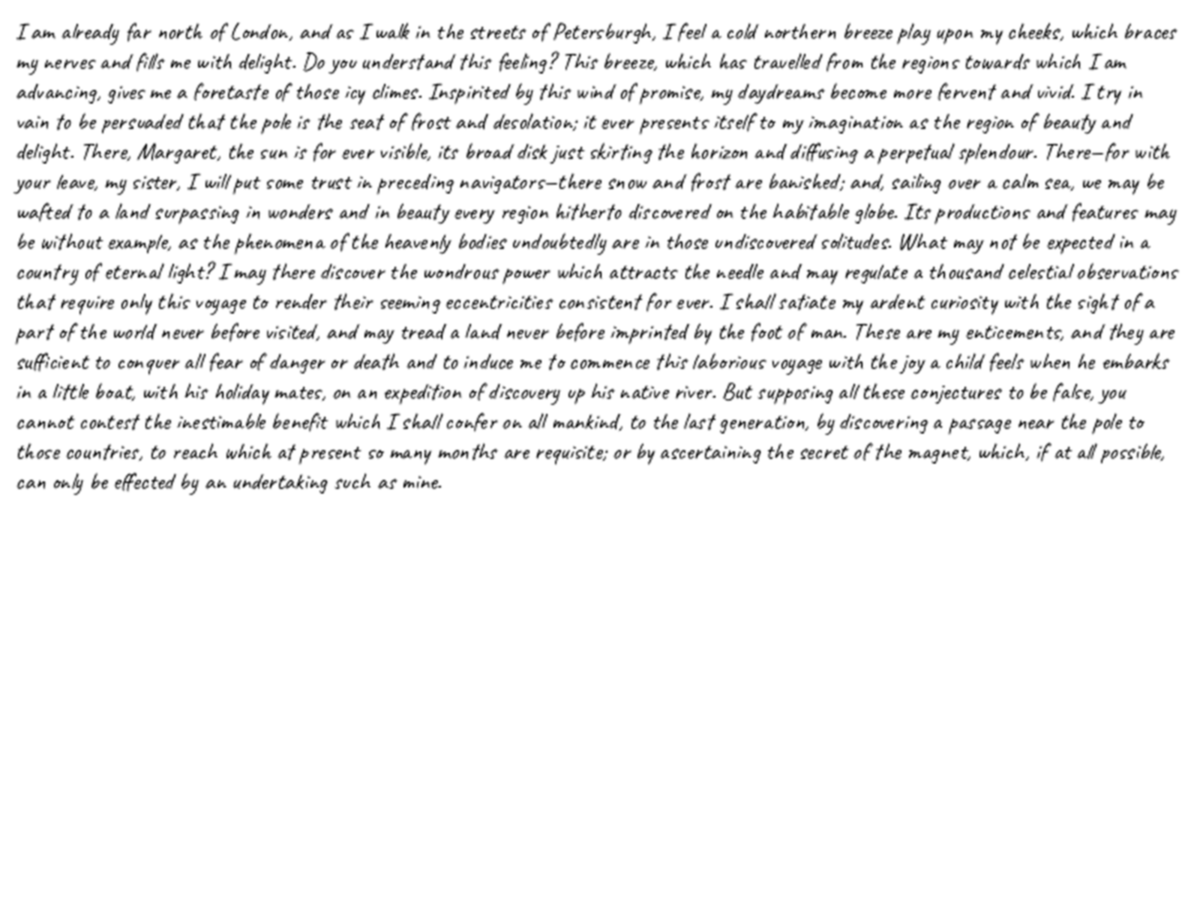 I am already far north of London, and as I walk in the streets of Petersburgh, I feel a cold northern breeze play upon my cheeks, which braces
my nerves and fills me with delight. Do you understand this feeling? This breeze, which has travelled from the regions towards which I am
advancing, gives me a foretaste of those icy climes. Inspirited by this wind of promise, my daydreams become more fervent and vivid. I try in
vain to be persuaded that the pole is the seat of frost and desolation; it ever presents itself to my imagination as the region of beauty and
delight. There, Margaret, the sun is for ever visible, its broad disk just skirting the horizon and diffusing a perpetual splendour. There—for with
your leave, my sister, I will put some trust in preceding navigators—there snow and frost are banished; and, sailing over a calm sea, we may be
wafted to a land surpassing in wonders and in beauty every region hitherto discovered on the habitable globe. Its productions and features may
be without example, as the phenomena of the heavenly bodies undoubtedly are in those undiscovered solitudes. What may not be expected in a
country of eternal light? I may there discover the wondrous power which attracts the needle and may regulate a thousand celestial observations
that require only this voyage to render their seeming eccentricities consistent for ever. I shall satiate my ardent curiosity with the sight of a
part of the world never before visited, and may tread a land never before imprinted by the foot of man. These are my enticements, and they are
sufficient to conquer all fear of danger or death and to induce me to commence this laborious voyage with the joy a child feels when he embarks
in a little boat, with his holiday mates, on an expedition of discovery up his native river. But supposing all these conjectures to be false, you
cannot contest the inestimable benefit which I shall confer on all mankind, to the last generation, by discovering a passage near the pole to
those countries, to reach which at present so many months are requisite; or by ascertaining the secret of the magnet, which, if at all possible,
can only be effected by an undertaking such as mine.